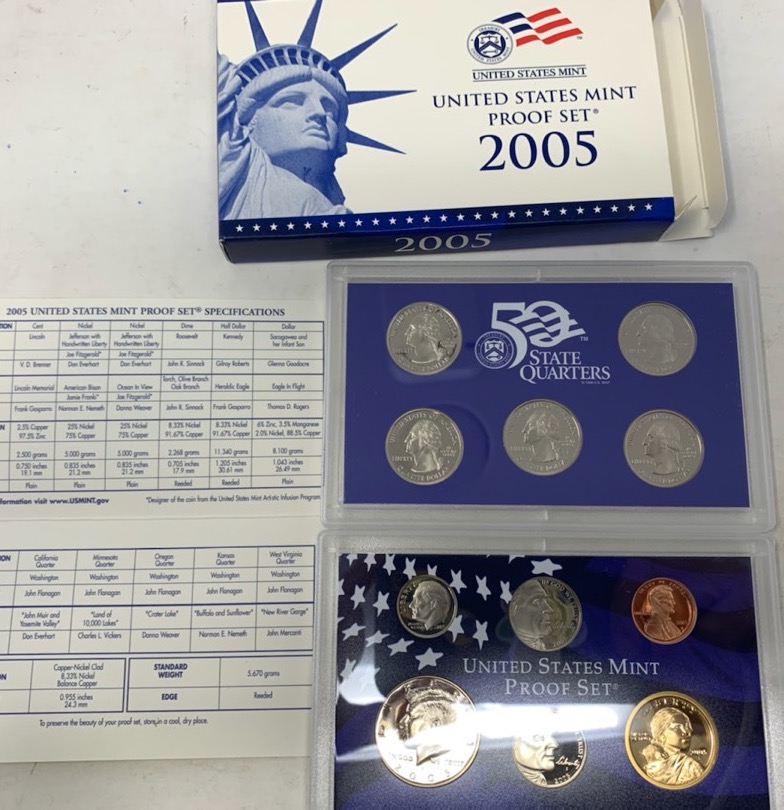 UNITED STATES MINT
UNITED STATES MINT
PROOF SET®
2005
2005
2005 UNITED STATES MINT PROOF SET® SPECIFICATIONS
Cent Nickel Nickel Dime Half Dollar Dollar
Lincoln Jefferson with Handwritten Liberty Jefferson with Handwritten Liberty Roosevelt Kennedy Sacagawea and her Infant Son
Joe Fitzgerald* Joe Fitzgerald*
V. D. Brenner Don Everhart Don Everhart John R. Sinnock Gilroy Roberts Glenna Goodacre
Lincoln Memorial American Bison Ocean In View Torch, Olive Branch Oak Branch Heraldic Eagle Eagle In Flight
Jamie Franki* Joe Fitzgerald*
Frank Gasparro Norman E. Nemeth Donna Weaver John R. Sinnock Frank Gasparro Thomas D. Rogers
2.5% Copper 25% Nickel 25% Nickel 8.33% Nickel 8.33% Nickel 6% Zinc, 3.5% Manganese
97.5% Zinc 75% Copper 75% Copper 91.67% Copper 91.67% Copper 2.0% Nickel, 88.5% Copper
2.500 grams 5.000 grams 5.000 grams 2.268 grams 11.340 grams 8.100 grams
0.750 inches 0.835 inches 0.835 inches 0.705 inches 1.205 inches 1.043 inches
19.1 mm 21.2 mm 21.2 mm 17.9 mm 30.61 mm 26.49 mm
Plain Plain Plain Reeded Reeded Plain
formation visit www.USMINT.gov *Designer of the coin from the United States Mint Artistic Infusion Program
50
STATE
QUARTERS
LIBERTY
California Quarter Minnesota Quarter Oregon Quarter Kansas Quarter West Virginia Quarter
Washington Washington Washington Washington Washington
John Flanagan John Flanagan John Flanagan John Flanagan John Flanagan
"John Muir and Yosemite Valley" "Land of 10,000 Lakes" "Crater Lake" "Buffalo and Sunflower" "New River Gorge"
Don Everhart Charles L. Vickers Donna Weaver Norman E. Nemeth John Mercanti
Copper-Nickel Clad
8.33% Nickel
Balance Copper
STANDARD
WEIGHT
5.670 grams
0.955 inches
24.3 mm
EDGE
Reeded
To preserve the beauty of your proof set, store in a cool, dry place.
UNITED STATES MINT
PROOF SET®
2005
Liberty
2005
LIBERTY